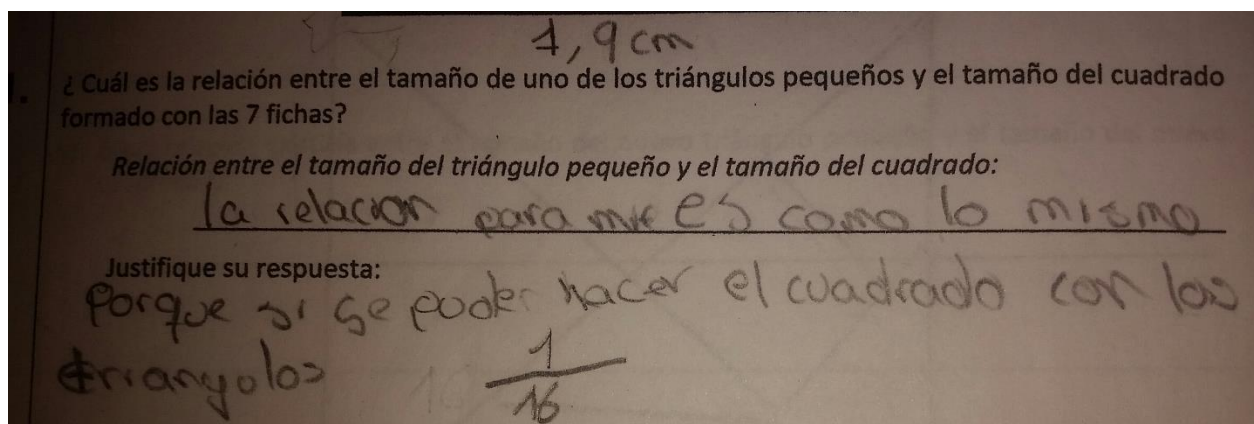 1,9 cm
¿ Cuál es la relación entre el tamaño de uno de los triángulos pequeños y el tamaño del cuadrado
formado con las 7 fichas?
Relación entre el tamaño del triángulo pequeño y el tamaño del cuadrado:
la relacion para mi es como lo mismo
Justifique su respuesta:
Porque si se poder hacer el cuadrado con los
triangolos 1/16